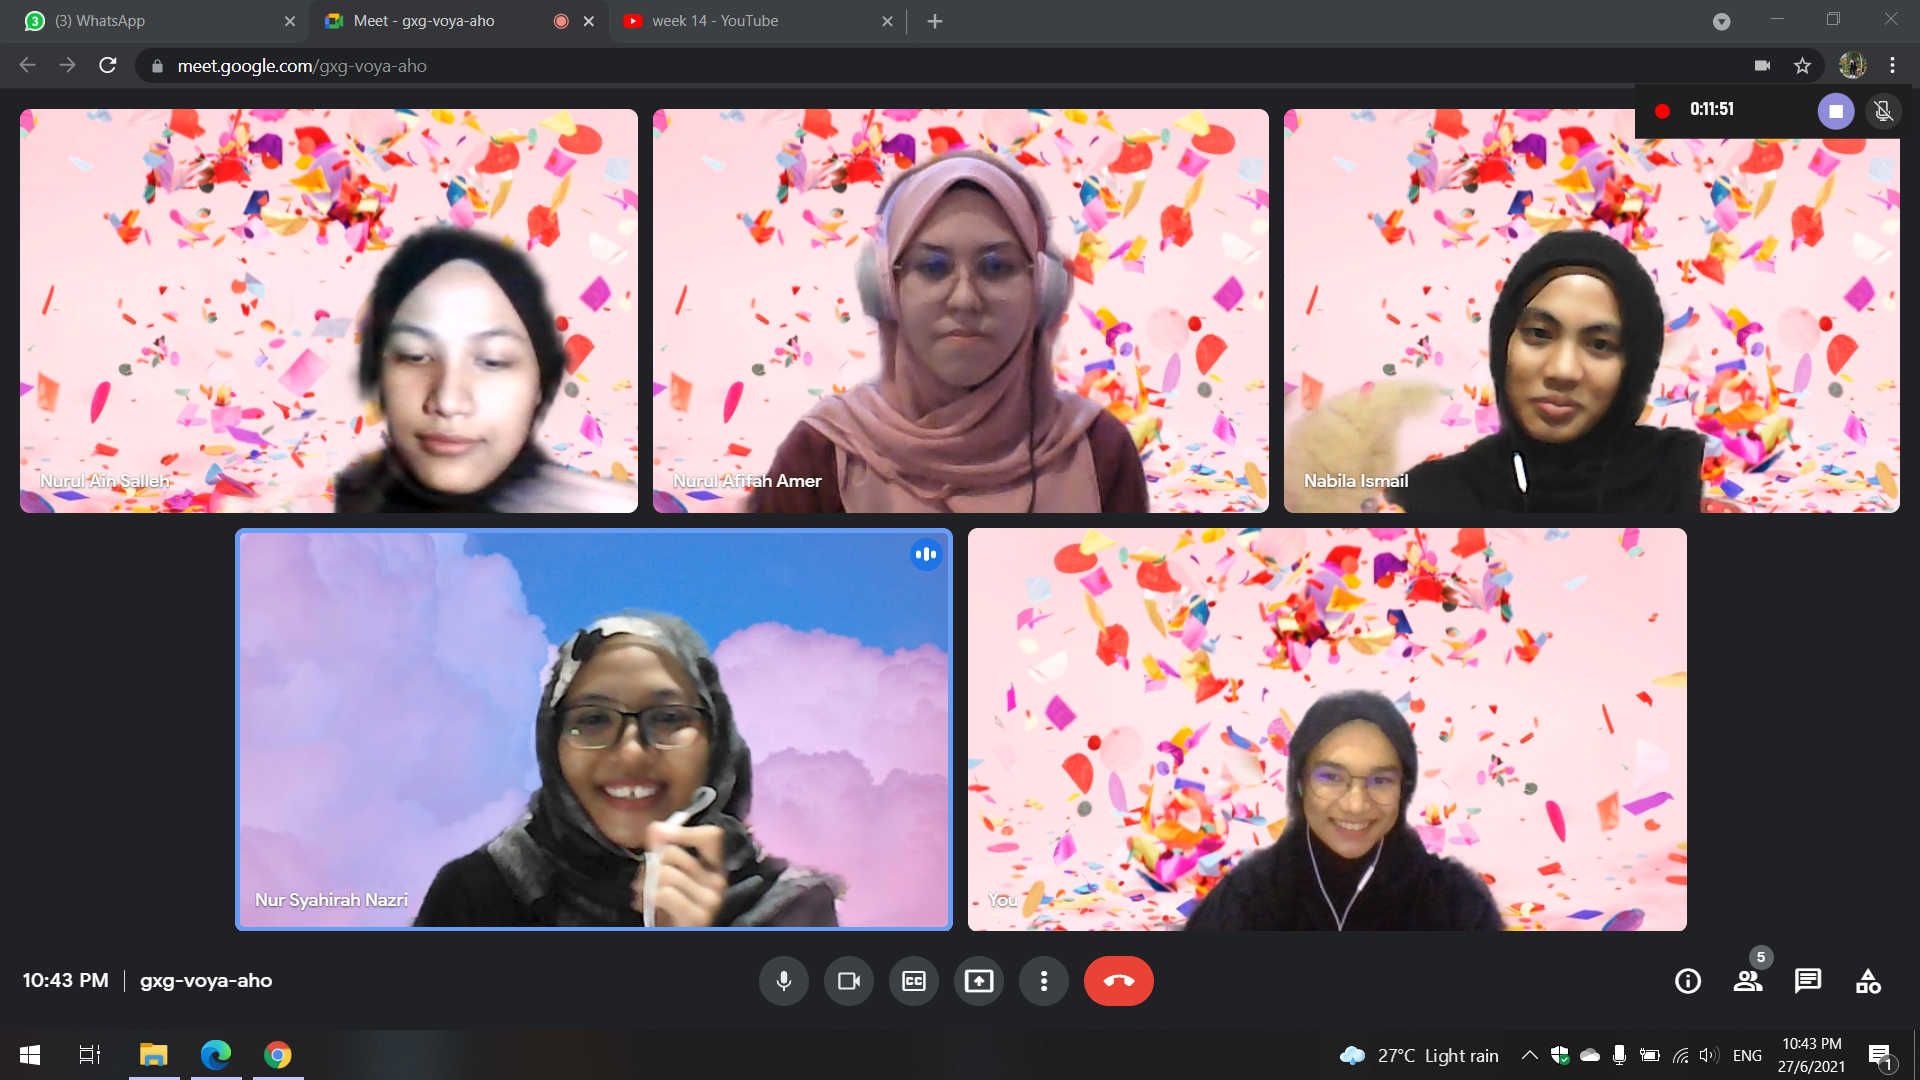 3
(3) WhatsApp
Meet - gxg-voya-aho
week 14 - YouTube
meet.google.com/gxg-voya-aho
0:11:51
Nurul Ain Salleh
Nurul Afifah Amer
Nabila Ismail
Nur Syahirah Nazri
You
10:43 PM
gxg-voya-aho
CC
5
27°C Light rain
ENG
10:43 PM
27/6/2021
1